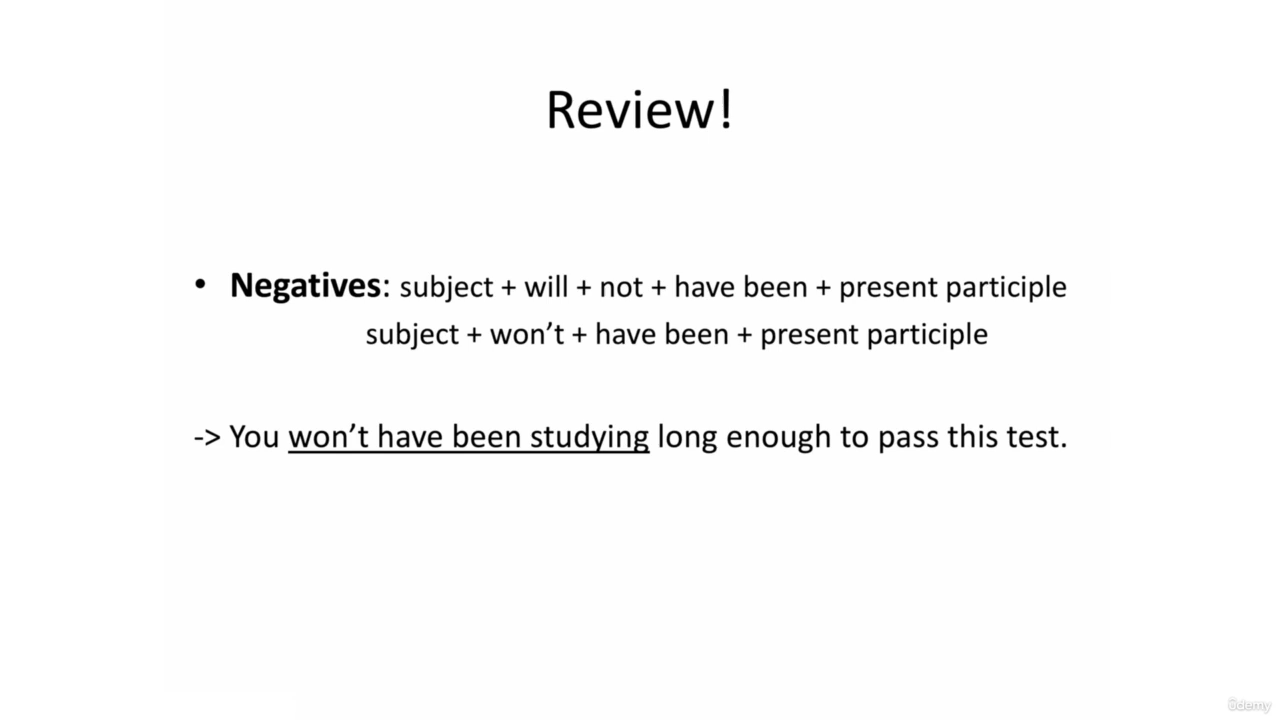 Review!
• Negatives: subject + will + not + have been + present participle
subject + won’t + have been + present participle
-> You won’t have been studying long enough to pass this test.
ûdemy